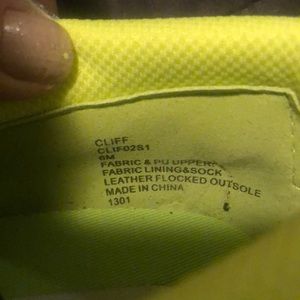 CLIFF
CLIF02S1
6M
FABRIC & PU UPPER?
FABRIC LINING&SOCK
LEATHER FLOCKED OUTSOLE
MADE IN CHINA
1301